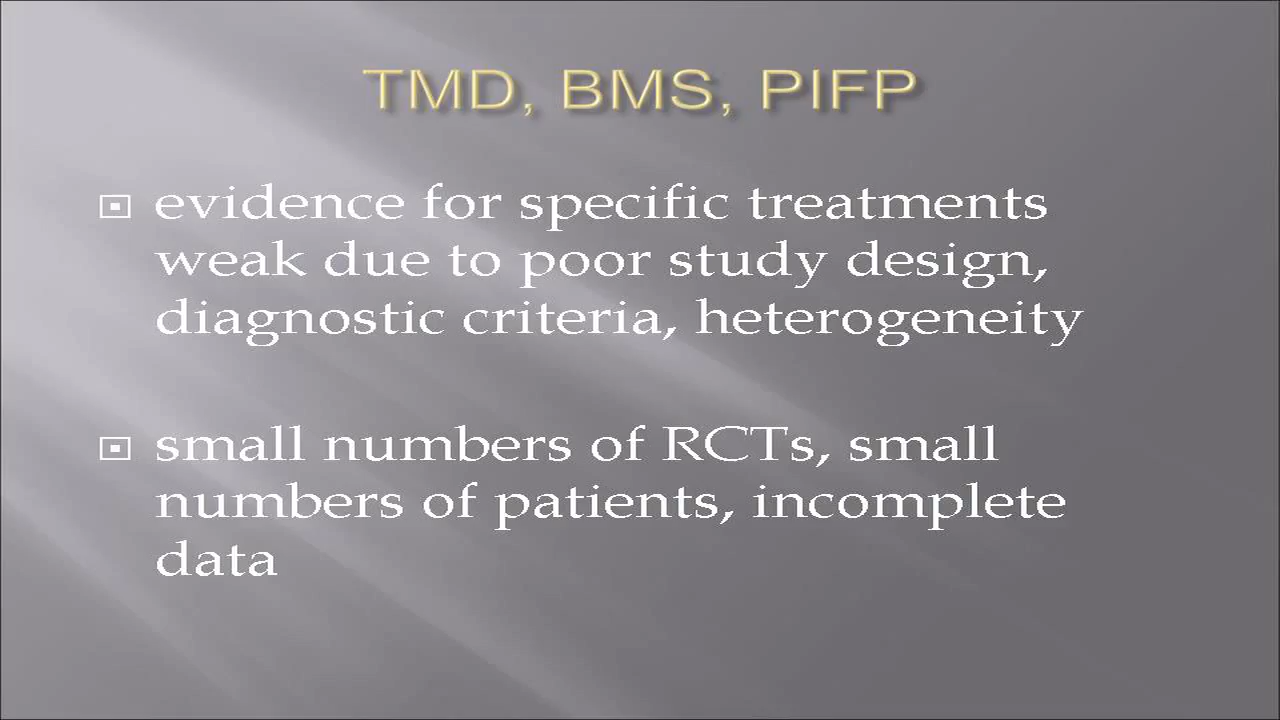 TMD, BMS, PIFP
evidence for specific treatments
weak due to poor study design,
diagnostic criteria, heterogeneity
small numbers of RCTs, small
numbers of patients, incomplete
data